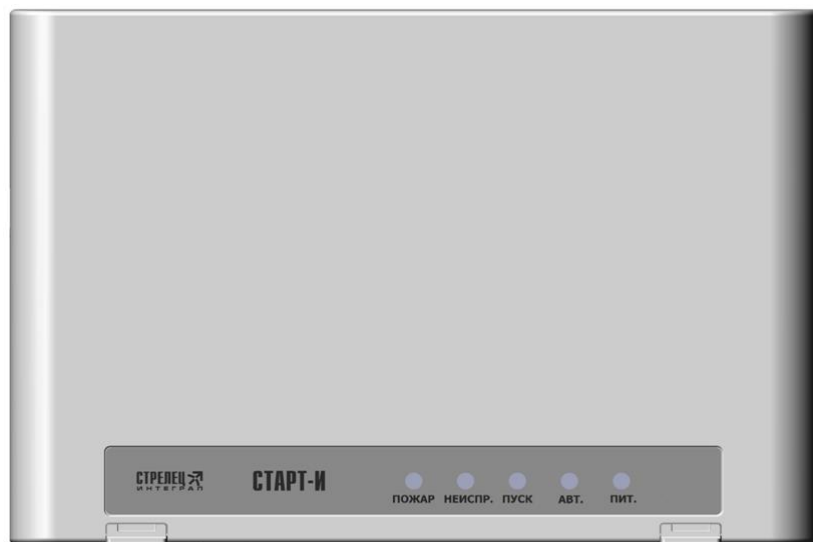 СТРЕЛЕЦ
ИНТЕГРАЛ
СТАРТ-И
ПОЖАР НЕИСПР. ПУСК АВТ. ПИТ.